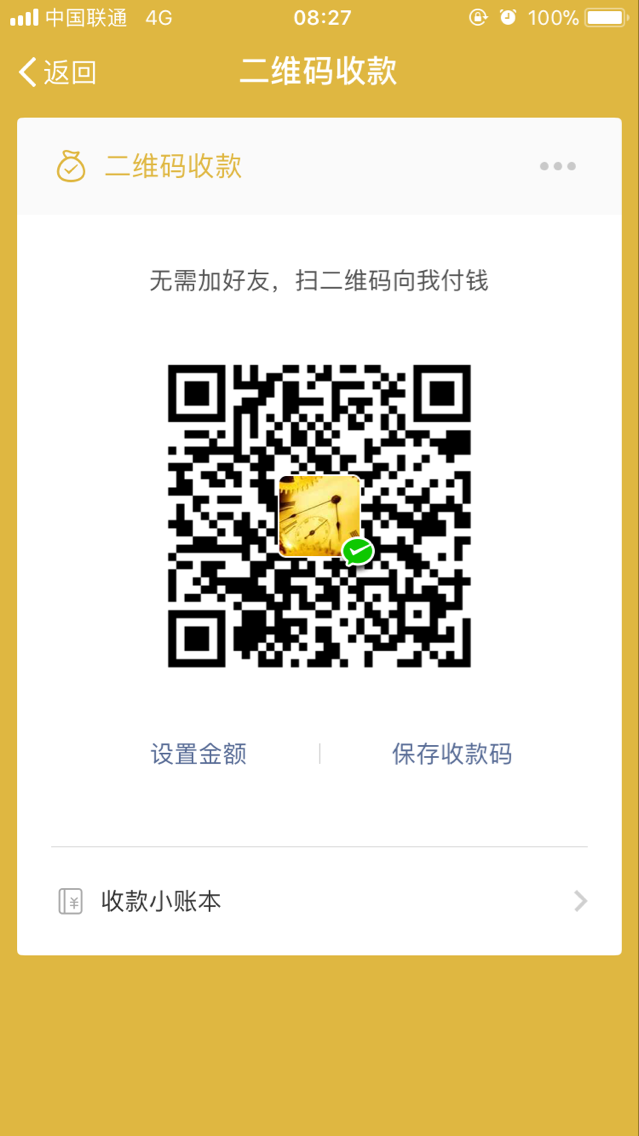 中国联通 4G 08:27 100%
返回 二维码收款
二维码收款
无需加好友，扫二维码向我付钱
设置金额 保存收款码
收款小账本